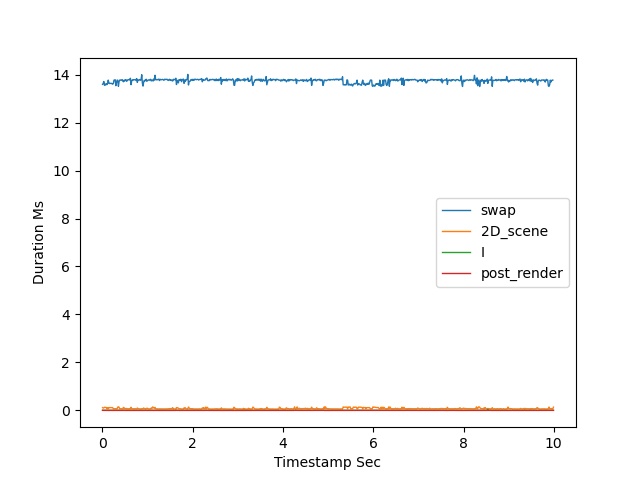 14
12
10
8
6
4
2
0
Duration Ms
swap
2D_scene
I
post_render
0 2 4 6 8 10
Timestamp Sec